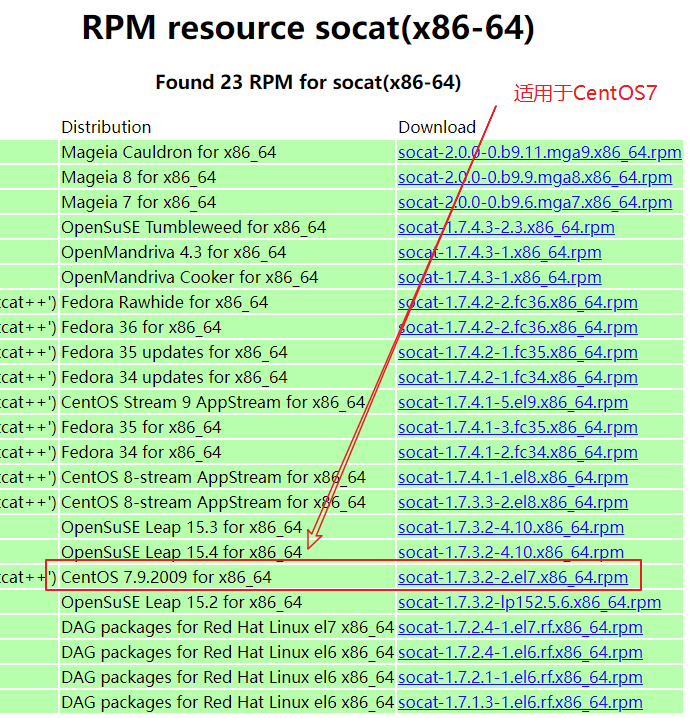 RPM resource socat(x86-64)
Found 23 RPM for socat(x86-64)
适用于CentOS7
Distribution Download
Mageia Cauldron for x86_64 socat-2.0.0-0.b9.11.mga9.x86_64.rpm
Mageia 8 for x86_64 socat-2.0.0-0.b9.9.mga8.x86_64.rpm
Mageia 7 for x86_64 socat-2.0.0-0.b9.6.mga7.x86_64.rpm
OpenSuSE Tumbleweed for x86_64 socat-1.7.4.3-2.3.x86_64.rpm
OpenMandriva 4.3 for x86_64 socat-1.7.4.3-1.x86_64.rpm
OpenMandriva Cooker for x86_64 socat-1.7.4.3-1.x86_64.rpm
cat++') Fedora Rawhide for x86_64 socat-1.7.4.2-2.fc36.x86_64.rpm
cat++') Fedora 36 for x86_64 socat-1.7.4.2-2.fc36.x86_64.rpm
cat++') Fedora 35 updates for x86_64 socat-1.7.4.2-1.fc35.x86_64.rpm
cat++') Fedora 34 updates for x86_64 socat-1.7.4.2-1.fc34.x86_64.rpm
cat++') CentOS Stream 9 AppStream for x86_64 socat-1.7.4.1-5.el9.x86_64.rpm
cat++') Fedora 35 for x86_64 socat-1.7.4.1-3.fc35.x86_64.rpm
cat++') Fedora 34 for x86_64 socat-1.7.4.1-2.fc34.x86_64.rpm
cat++') CentOS 8-stream AppStream for x86_64 socat-1.7.4.1-1.el8.x86_64.rpm
cat++') CentOS 8-stream AppStream for x86_64 socat-1.7.3.3-2.el8.x86_64.rpm
OpenSuSE Leap 15.3 for x86_64 socat-1.7.3.2-4.10.x86_64.rpm
OpenSuSE Leap 15.4 for x86_64 socat-1.7.3.2-4.10.x86_64.rpm
cat++') CentOS 7.9.2009 for x86_64 socat-1.7.3.2-2.el7.x86_64.rpm
OpenSuSE Leap 15.2 for x86_64 socat-1.7.3.2-lp152.5.6.x86_64.rpm
DAG packages for Red Hat Linux el7 x86_64 socat-1.7.2.4-1.el7.rf.x86_64.rpm
DAG packages for Red Hat Linux el6 x86_64 socat-1.7.2.4-1.el6.rf.x86_64.rpm
DAG packages for Red Hat Linux el6 x86_64 socat-1.7.2.1-1.el6.rf.x86_64.rpm
DAG packages for Red Hat Linux el6 x86_64 socat-1.7.1.3-1.el6.rf.x86_64.rpm